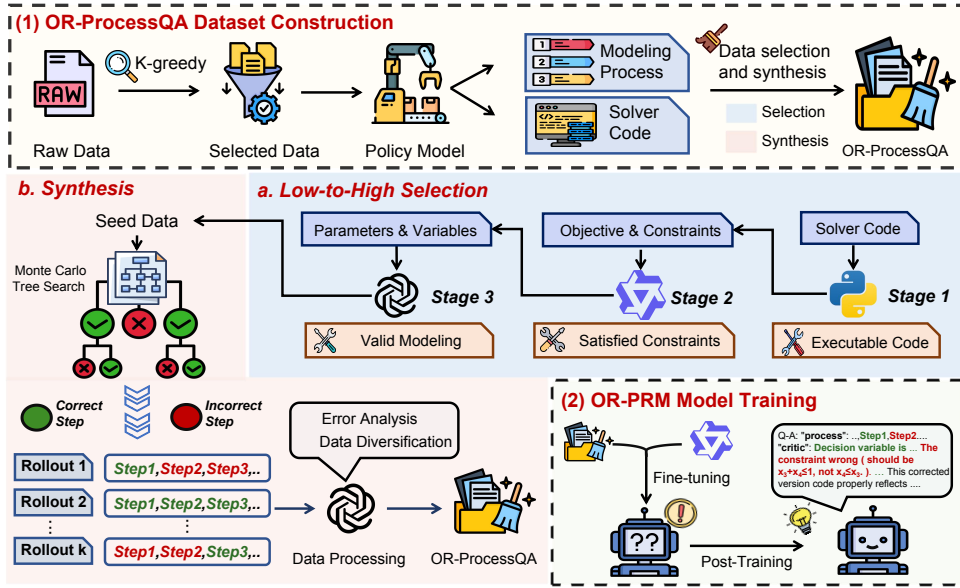 (1) OR-ProcessQA Dataset Construction
RAW
Raw Data
K-greedy
Selected Data
Policy Model
1
2
3
Modeling
Process
Solver
Code
Data selection
and synthesis
Selection
Synthesis
OR-ProcessQA
b. Synthesis
Seed Data
Monte Carlo
Tree Search
a. Low-to-High Selection
Parameters & Variables
Objective & Constraints
Solver Code
Stage 3
Stage 2
Stage 1
Valid Modeling
Satisfied Constraints
Executable Code
Correct
Step
Incorrect
Step
Rollout 1
Step1,Step2,Step3,..
Rollout 2
Step1,Step2,Step3,..
Rollout k
Step1,Step2,Step3,..
Error Analysis
Data Diversification
Data Processing
OR-ProcessQA
(2) OR-PRM Model Training
Fine-tuning
??
!
Post-Training
Q-A: "process": ..,Step1,Step2....
"critic": Decision variable is ... The
constraint wrong ( should be
x₃+x₄≤1, not x₄≤x₃. ). ... This corrected
version code properly reflects ....